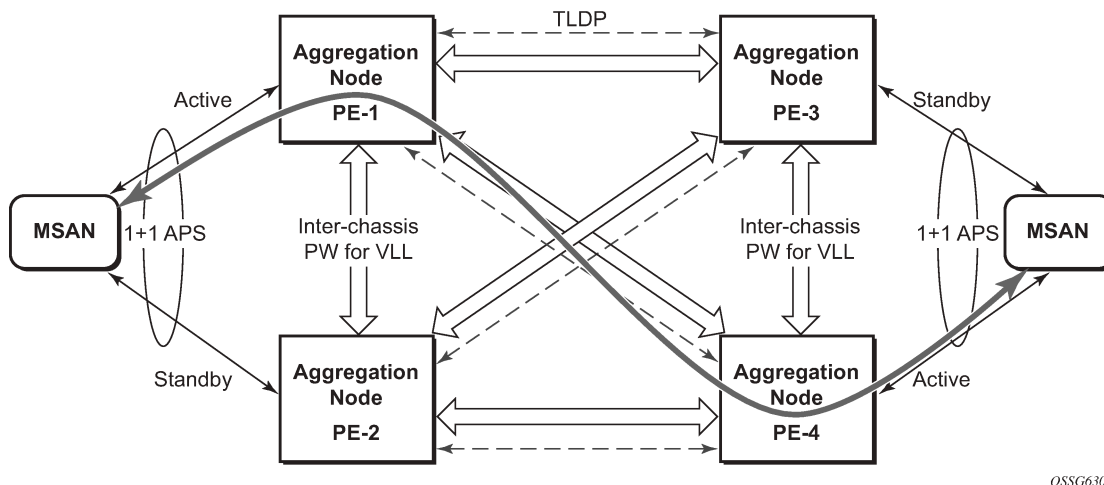 TLDP
Aggregation
Node
PE-1
Aggregation
Node
PE-3
Active
Standby
MSAN
1+1 APS
Inter-chassis
PW for VLL
Inter-chassis
PW for VLL
1+1 APS
MSAN
Standby
Aggregation
Node
PE-2
Aggregation
Node
PE-4
Active
OSSG630